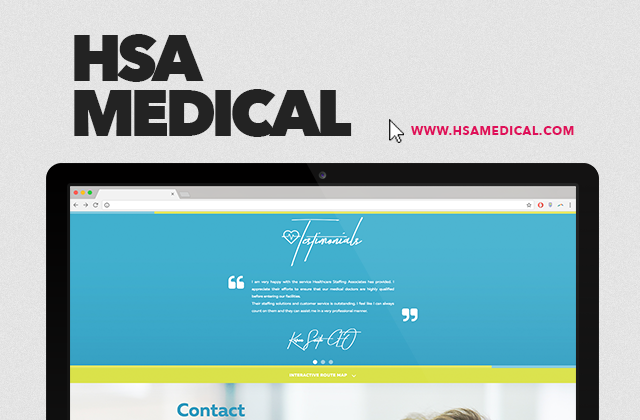 HSA
MEDICAL
WWW.HSAMEDICAL.COM
Testimonials
I am very happy with the service Healthcare Staffing Associates has provided. I
appreciate their efforts to ensure that our medical doctors are highly qualified
before entering our facilities.
Their staffing solutions and customer service is outstanding. I feel like I can always
count on them and they can assist me in a very professional manner.
CEO
INTERACTIVE ROUTE MAP
Contact